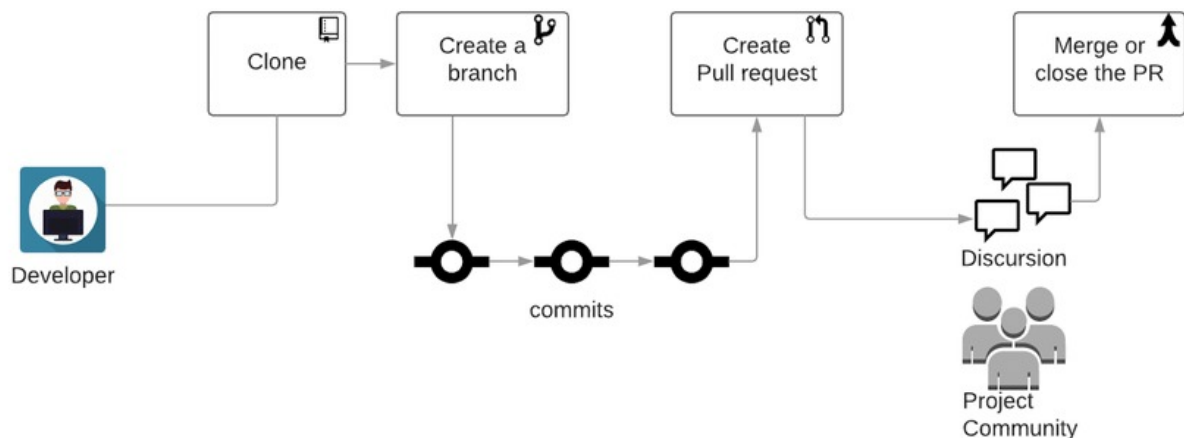 Clone
Create a
branch
Create
Pull request
Merge or
close the PR
Developer
commits
Discursion
Project
Community